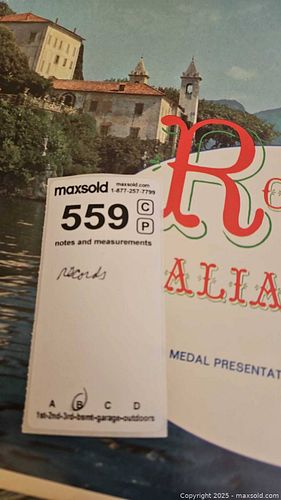 R
ALIA
MEDAL PRESENTAT
maxsold maxsold.com
1-877-257-7799
559 C
P
notes and measurements
records
A B C D
1st-2nd-3rd-bsmt-garage-outdoors
Copyright 2025 - maxsold.com